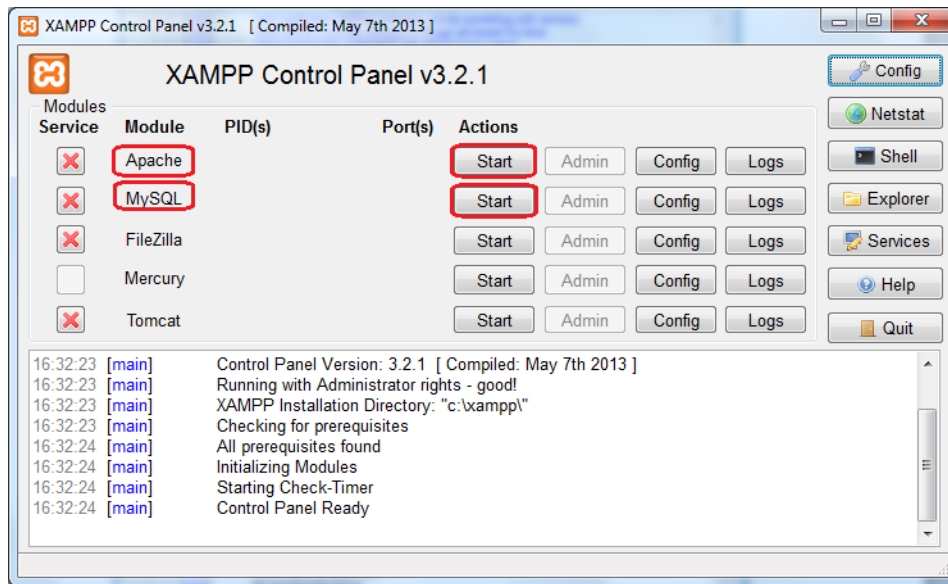 XAMPP Control Panel v3.2.1 [ Compiled: May 7th 2013 ]
XAMPP Control Panel v3.2.1
Config
Modules
Service Module PID(s) Port(s) Actions
Netstat
Apache Start Admin Config Logs
Shell
MySQL Start Admin Config Logs
Explorer
FileZilla Start Admin Config Logs
Services
Mercury Start Admin Config Logs
Help
Tomcat Start Admin Config Logs
Quit
16:32:23 [main] Control Panel Version: 3.2.1 [ Compiled: May 7th 2013 ]
16:32:23 [main] Running with Administrator rights - good!
16:32:23 [main] XAMPP Installation Directory: "c:\xampp\"
16:32:23 [main] Checking for prerequisites
16:32:24 [main] All prerequisites found
16:32:24 [main] Initializing Modules
16:32:24 [main] Starting Check-Timer
16:32:24 [main] Control Panel Ready